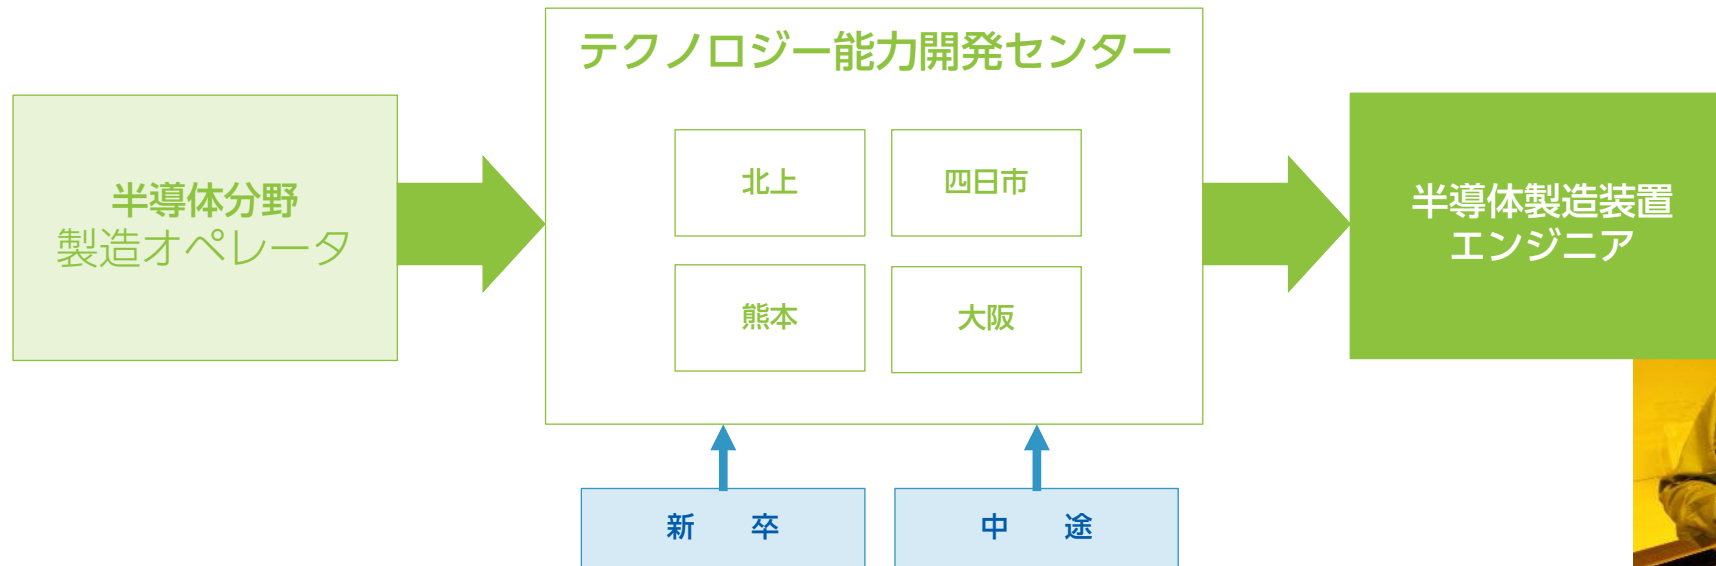 テクノロジー能力開発センター
半導体分野
製造オペレータ
北上
四日市
熊本
大阪
半導体製造装置
エンジニア
新　卒
中　途